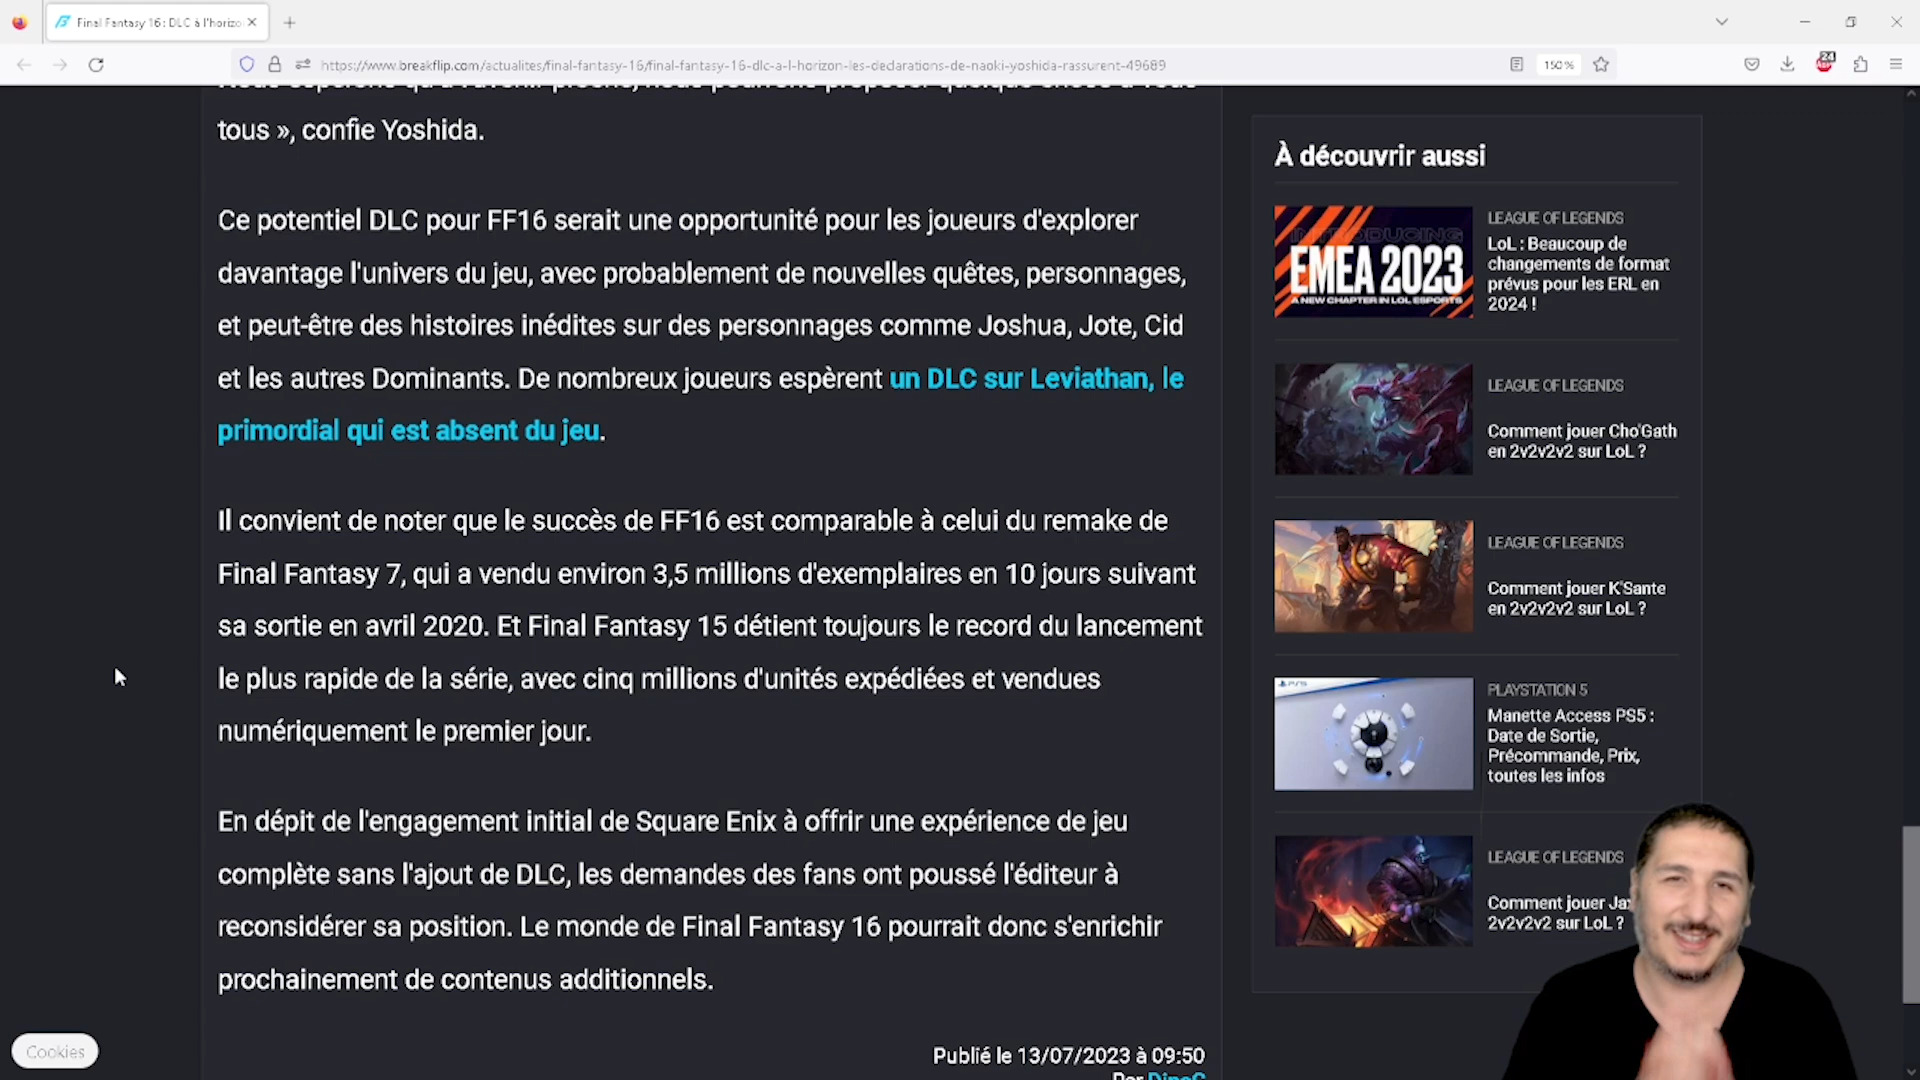 Final Fantasy 16 : DLC à l'horizo
https://www.breakflip.com/actualites/final-fantasy-16/final-fantasy-16-dlc-a-l-horizon-les-declarations-de-naoki-yoshida-rassurent-49689
150 %
24
tous », confie Yoshida.
Ce potentiel DLC pour FF16 serait une opportunité pour les joueurs d'explorer
davantage l'univers du jeu, avec probablement de nouvelles quêtes, personnages,
et peut-être des histoires inédites sur des personnages comme Joshua, Jote, Cid
et les autres Dominants. De nombreux joueurs espèrent un DLC sur Leviathan, le
primordial qui est absent du jeu.
Il convient de noter que le succès de FF16 est comparable à celui du remake de
Final Fantasy 7, qui a vendu environ 3,5 millions d'exemplaires en 10 jours suivant
sa sortie en avril 2020. Et Final Fantasy 15 détient toujours le record du lancement
le plus rapide de la série, avec cinq millions d'unités expédiées et vendues
numériquement le premier jour.
En dépit de l'engagement initial de Square Enix à offrir une expérience de jeu
complète sans l'ajout de DLC, les demandes des fans ont poussé l'éditeur à
reconsidérer sa position. Le monde de Final Fantasy 16 pourrait donc s'enrichir
prochainement de contenus additionnels.
Publié le 13/07/2023 à 09:50
Par DinoG
Cookies
À découvrir aussi
INTRODUCING
EMEA 2023
A NEW CHAPTER IN LOL ESPORTS
LEAGUE OF LEGENDS
LoL : Beaucoup de
changements de format
prévus pour les ERL en
2024 !
LEAGUE OF LEGENDS
Comment jouer Cho'Gath
en 2v2v2v2 sur LoL ?
LEAGUE OF LEGENDS
Comment jouer K'Sante
en 2v2v2v2 sur LoL ?
PS5
PLAYSTATION 5
Manette Access PS5 :
Date de Sortie,
Précommande, Prix,
toutes les infos
LEAGUE OF LEGENDS
Comment jouer Jax
2v2v2v2 sur LoL ?